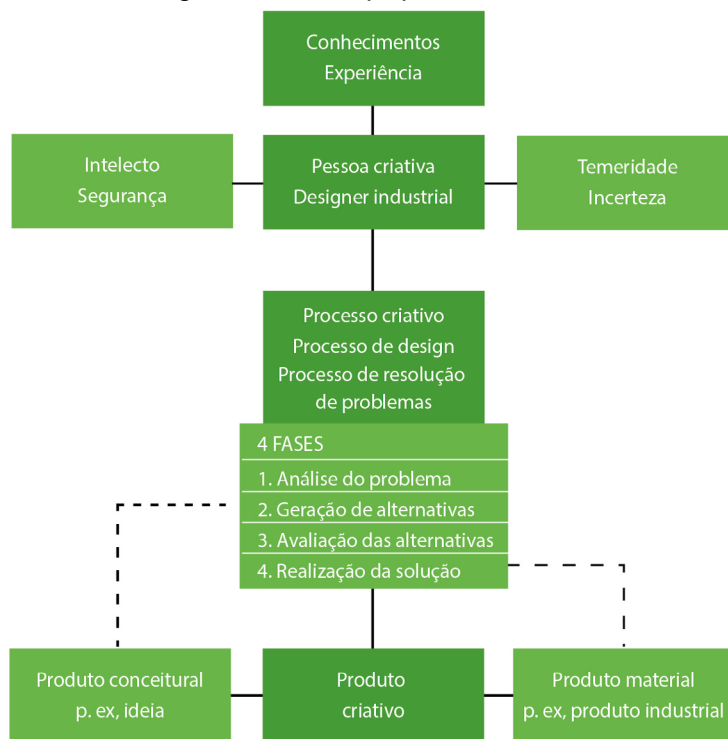 Conhecimentos
Experiência
Intelecto
Segurança
Pessoa criativa
Designer industrial
Temeridade
Incerteza
Processo criativo
Processo de design
Processo de resolução
de problemas
4 FASES
1. Análise do problema
2. Geração de alternativas
3. Avaliação das alternativas
4. Realização da solução
Produto conceitural
p. ex, ideia
Produto
criativo
Produto material
p. ex, produto industrial